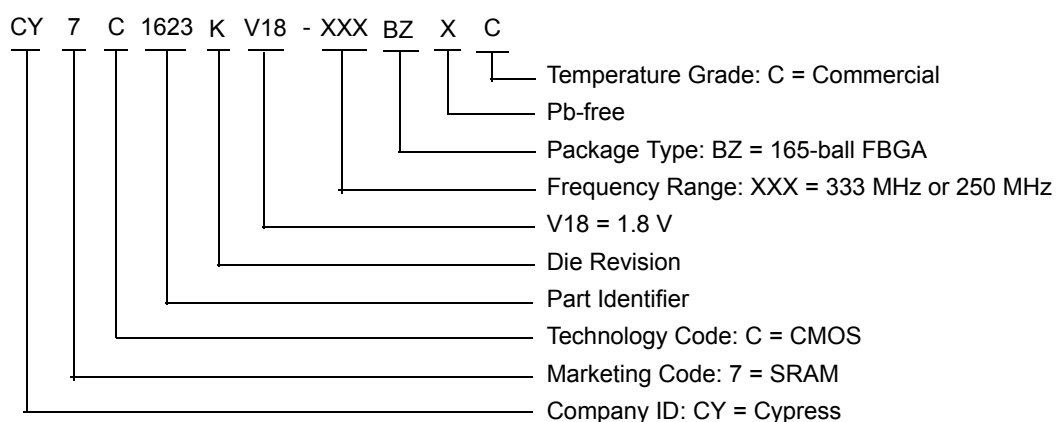 CY 7 C 1623 K V18 - XXX BZ X C
Temperature Grade: C = Commercial
Pb-free
Package Type: BZ = 165-ball FBGA
Frequency Range: XXX = 333 MHz or 250 MHz
V18 = 1.8 V
Die Revision
Part Identifier
Technology Code: C = CMOS
Marketing Code: 7 = SRAM
Company ID: CY = Cypress